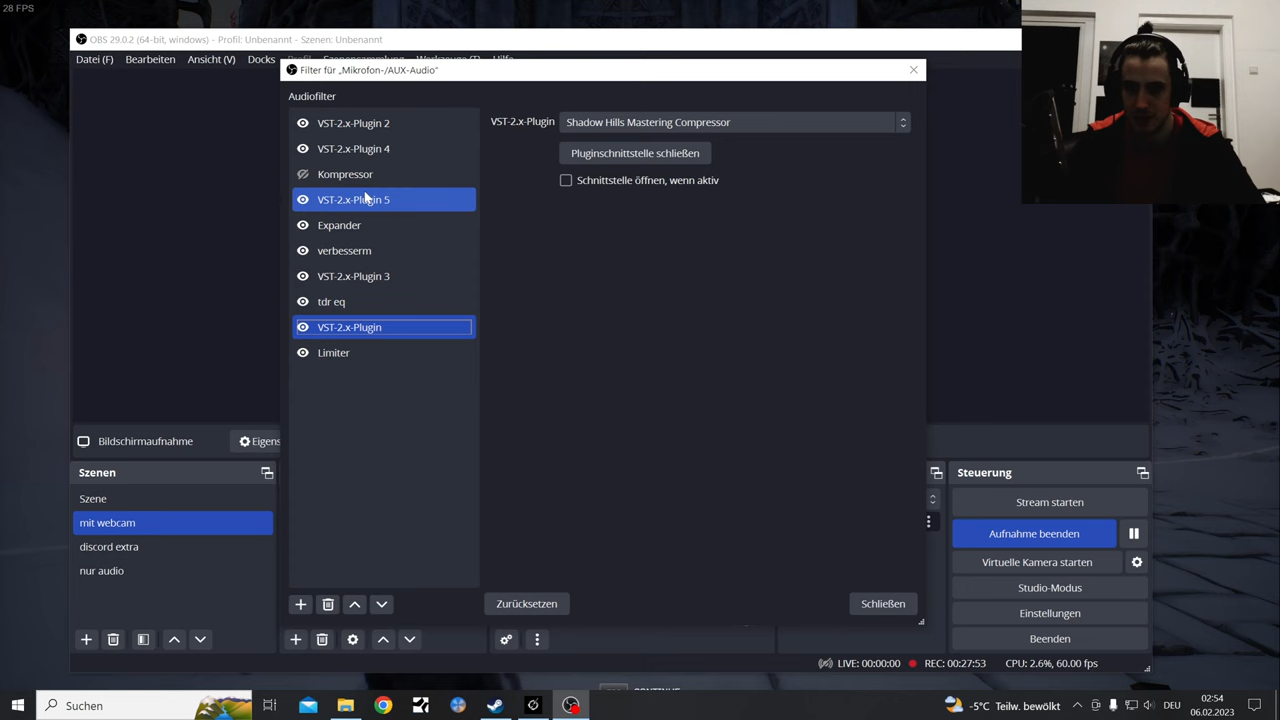 28 FPS
OBS 29.0.2 (64-bit, windows) - Profil: Unbenannt - Szenen: Unbenannt
Datei (F) Bearbeiten Ansicht (V) Docks Profil Szenensammlung Werkzeuge (T) Hilfe
Filter für „Mikrofon-/AUX-Audio“
Audiofilter
VST-2.x-Plugin 2
VST-2.x-Plugin 4
Kompressor
VST-2.x-Plugin 5
Expander
verbesserm
VST-2.x-Plugin 3
tdr eq
VST-2.x-Plugin
Limiter
VST-2.x-Plugin Shadow Hills Mastering Compressor
Pluginschnittstelle schließen
Schnittstelle öffnen, wenn aktiv
Zurücksetzen Schließen
Bildschirmaufnahme Eigens
Szenen
Szene
mit webcam
discord extra
nur audio
Steuerung
Stream starten
Aufnahme beenden
Virtuelle Kamera starten
Studio-Modus
Einstellungen
Beenden
LIVE: 00:00:00 REC: 00:27:53 CPU: 2.6%, 60.00 fps
CONTINUE
Suchen
-5°C Teilw. bewölkt
DEU
02:54
06.02.2023